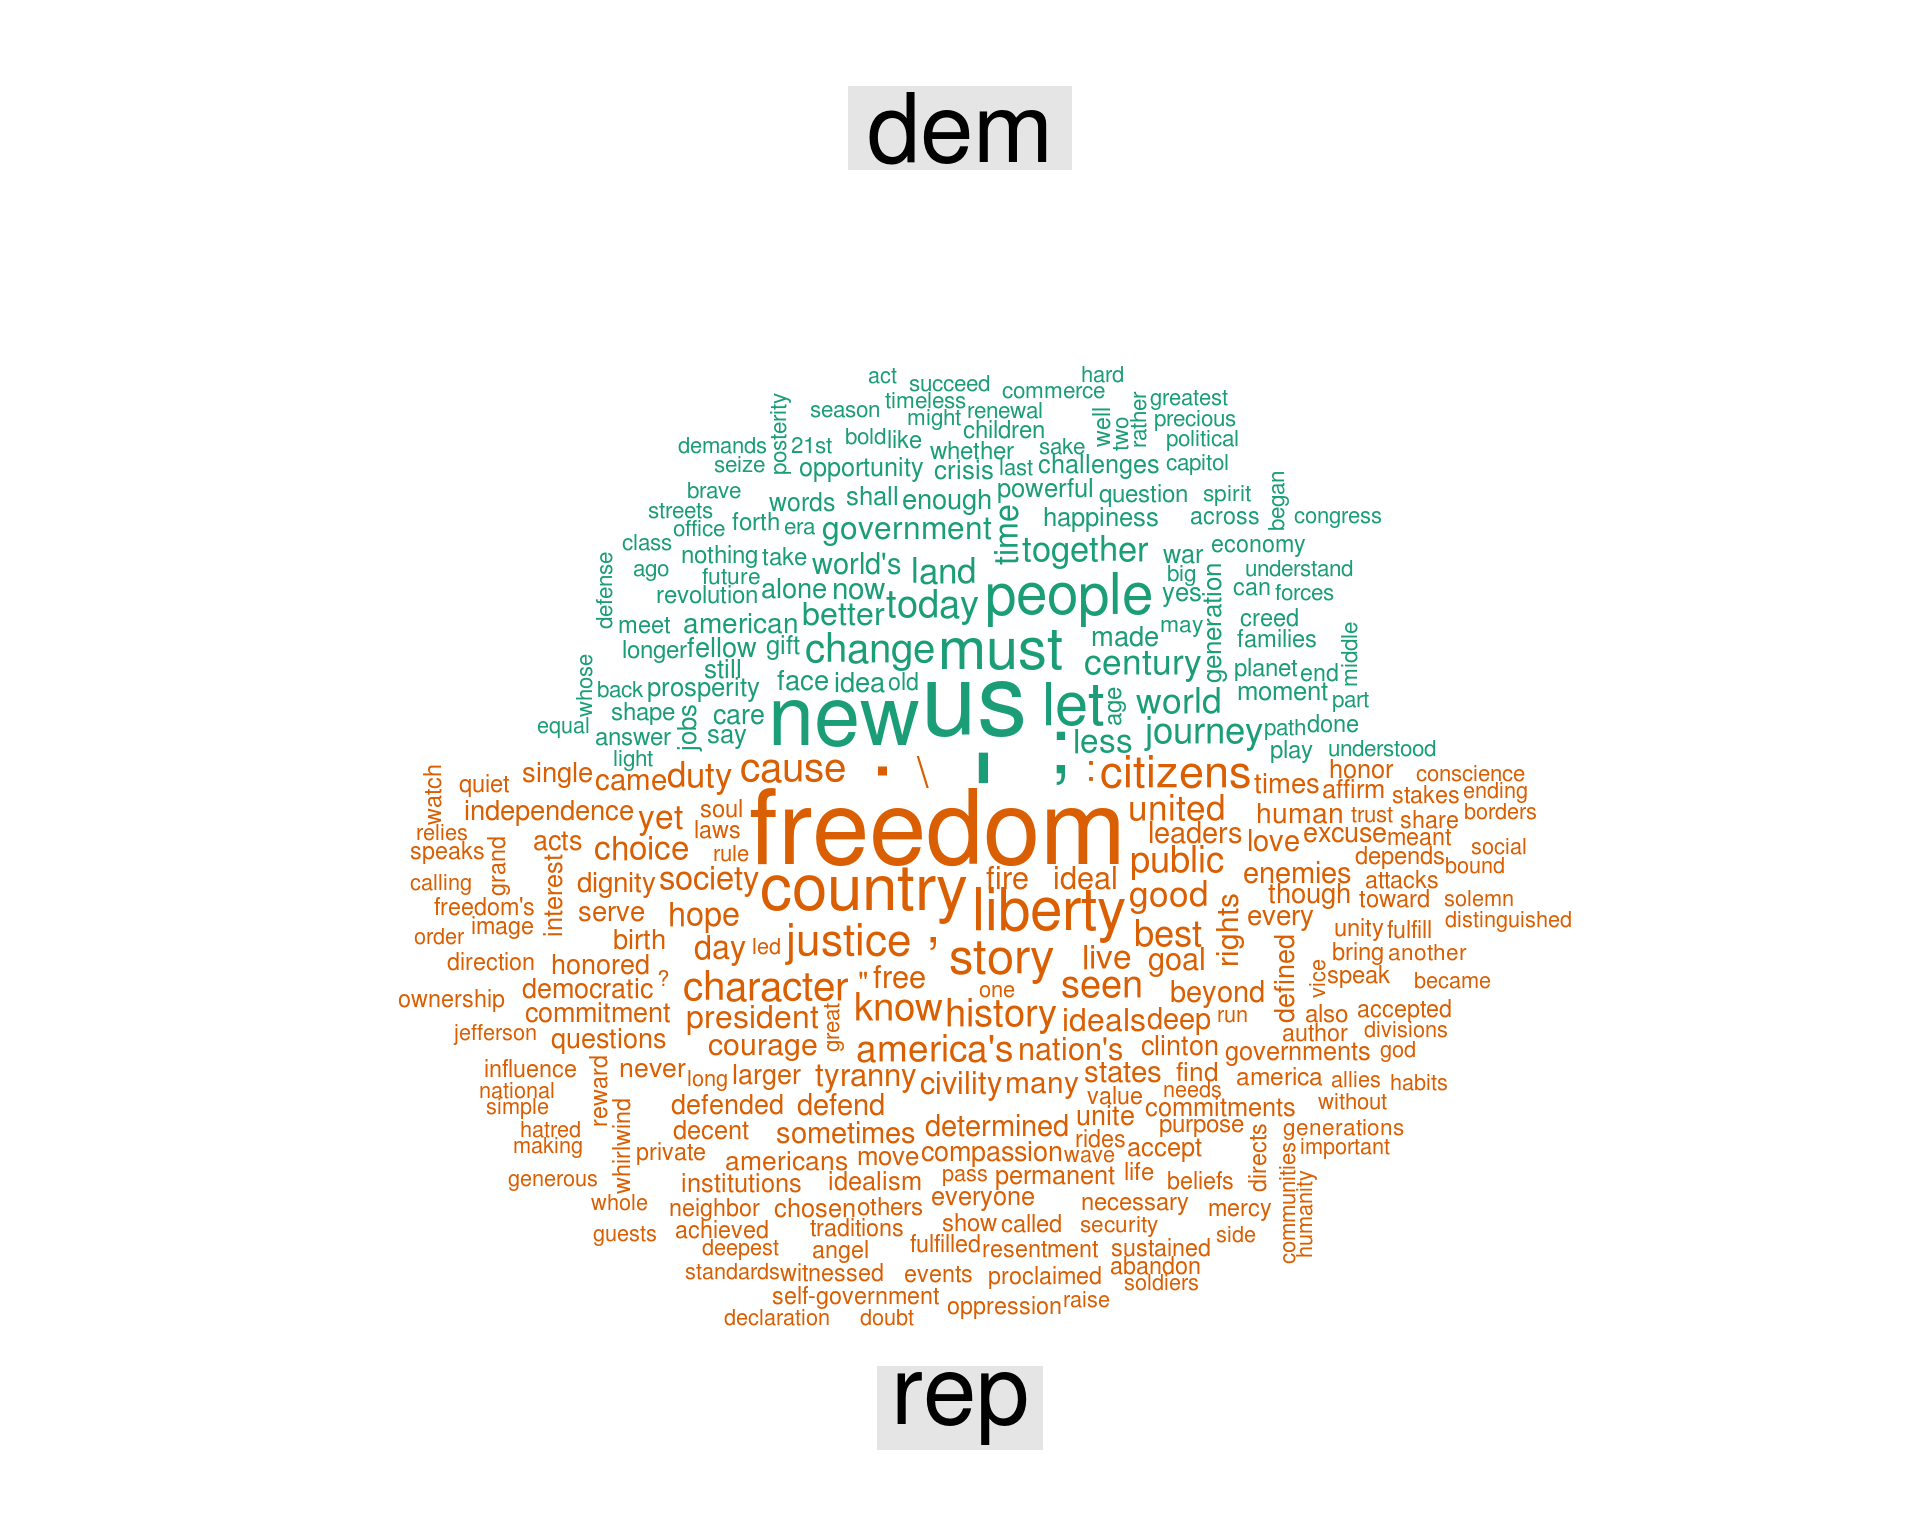 dem
act succeed commerce hard
season timeless might renewal well rather greatest
posterity children two precious
demands 21st bold like whether sake political
seize opportunity crisis last challenges capitol
brave words shall enough powerful question spirit began
streets office forth era government time happiness across congress
class nothing take world's land together war economy
defense ago future alone now people big understand
revolution better today yes generation can forces
meet american change must made may creed
longer fellow gift century families middle
still
whose back prosperity face idea old us let age world planet end
shape jobs care new moment part
equal answer say ; less journey path done
light ' play understood
watch quiet single came duty cause . \ : citizens times honor conscience
affirm stakes ending
independence yet soul freedom united human trust share borders
relies acts choice laws leaders love excuse meant
speaks grand rule public depends social
calling interest dignity society country fire ideal enemies attacks bound
freedom's serve hope liberty good rights though toward solemn
image every distinguished
order birth day led justice , best unity fulfill
direction honored story live goal defined bring another
ownership democratic ? character " free one seen beyond vice speak became
commitment president great know history ideals deep run also accepted
jefferson questions courage america's nation's clinton author divisions
governments god
influence reward never long larger tyranny civility many states find america allies habits
national needs
simple whirlwind defended defend value commitments without
hatred decent sometimes determined unite purpose directs generations
making private americans move compassion wave rides accept communities important
generous institutions idealism pass permanent life beliefs humanity
whole neighbor chosen others everyone necessary mercy
guests achieved traditions show called security side
deepest angel fulfilled resentment sustained
standards witnessed events proclaimed abandon
soldiers
self-government oppression raise
declaration doubt
rep